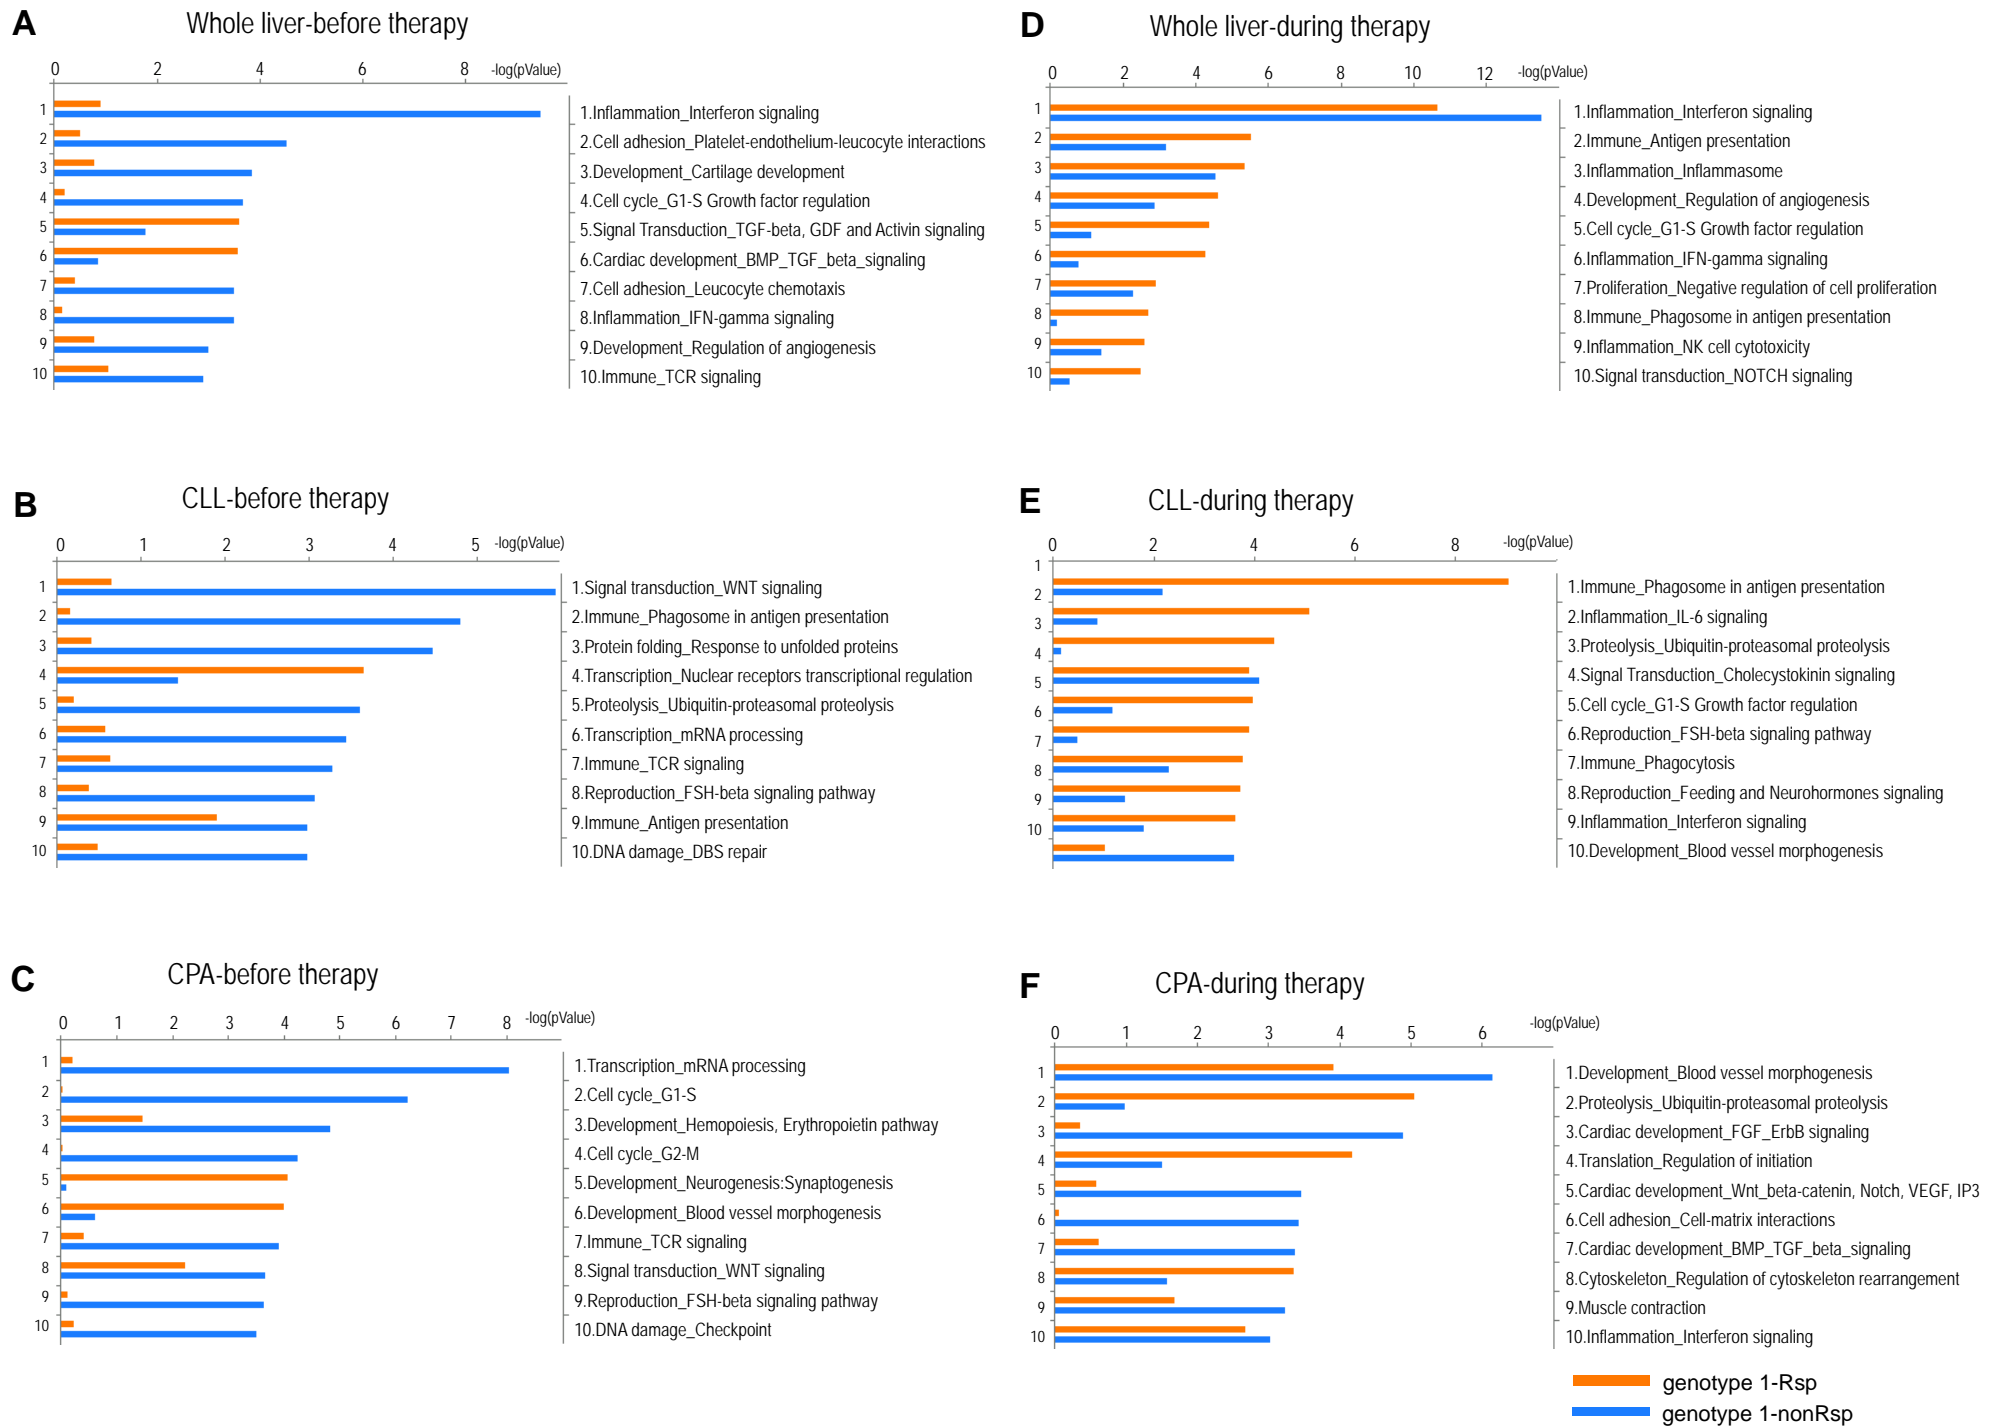 A
Whole liver-before therapy
0 2 4 6 8 -log(pValue)
1
2
3
4
5
6
7
8
9
10
1.Inflammation_Interferon signaling
2.Cell adhesion_Platelet-endothelium-leucocyte interactions
3.Development_Cartilage development
4.Cell cycle_G1-S Growth factor regulation
5.Signal Transduction_TGF-beta, GDF and Activin signaling
6.Cardiac development_BMP_TGF_beta_signaling
7.Cell adhesion_Leucocyte chemotaxis
8.Inflammation_IFN-gamma signaling
9.Development_Regulation of angiogenesis
10.Immune_TCR signaling
B
CLL-before therapy
0 1 2 3 4 5 -log(pValue)
1
2
3
4
5
6
7
8
9
10
1.Signal transduction_WNT signaling
2.Immune_Phagosome in antigen presentation
3.Protein folding_Response to unfolded proteins
4.Transcription_Nuclear receptors transcriptional regulation
5.Proteolysis_Ubiquitin-proteasomal proteolysis
6.Transcription_mRNA processing
7.Immune_TCR signaling
8.Reproduction_FSH-beta signaling pathway
9.Immune_Antigen presentation
10.DNA damage_DBS repair
C
CPA-before therapy
0 1 2 3 4 5 6 7 8 -log(pValue)
1
2
3
4
5
6
7
8
9
10
1.Transcription_mRNA processing
2.Cell cycle_G1-S
3.Development_Hemopoiesis, Erythropoietin pathway
4.Cell cycle_G2-M
5.Development_Neurogenesis:Synaptogenesis
6.Development_Blood vessel morphogenesis
7.Immune_TCR signaling
8.Signal transduction_WNT signaling
9.Reproduction_FSH-beta signaling pathway
10.DNA damage_Checkpoint
D
Whole liver-during therapy
0 2 4 6 8 10 12 -log(pValue)
1
2
3
4
5
6
7
8
9
10
1.Inflammation_Interferon signaling
2.Immune_Antigen presentation
3.Inflammation_Inflammasome
4.Development_Regulation of angiogenesis
5.Cell cycle_G1-S Growth factor regulation
6.Inflammation_IFN-gamma signaling
7.Proliferation_Negative regulation of cell proliferation
8.Immune_Phagosome in antigen presentation
9.Inflammation_NK cell cytotoxicity
10.Signal transduction_NOTCH signaling
E
CLL-during therapy
0 2 4 6 8 -log(pValue)
1
2
3
4
5
6
7
8
9
10
1.Immune_Phagosome in antigen presentation
2.Inflammation_IL-6 signaling
3.Proteolysis_Ubiquitin-proteasomal proteolysis
4.Signal Transduction_Cholecystokinin signaling
5.Cell cycle_G1-S Growth factor regulation
6.Reproduction_FSH-beta signaling pathway
7.Immune_Phagocytosis
8.Reproduction_Feeding and Neurohormones signaling
9.Inflammation_Interferon signaling
10.Development_Blood vessel morphogenesis
F
CPA-during therapy
0 1 2 3 4 5 6 -log(pValue)
1
2
3
4
5
6
7
8
9
10
1.Development_Blood vessel morphogenesis
2.Proteolysis_Ubiquitin-proteasomal proteolysis
3.Cardiac development_FGF_ErbB signaling
4.Translation_Regulation of initiation
5.Cardiac development_Wnt_beta-catenin, Notch, VEGF, IP3
6.Cell adhesion_Cell-matrix interactions
7.Cardiac development_BMP_TGF_beta_signaling
8.Cytoskeleton_Regulation of cytoskeleton rearrangement
9.Muscle contraction
10.Inflammation_Interferon signaling
genotype 1-Rsp
genotype 1-nonRsp